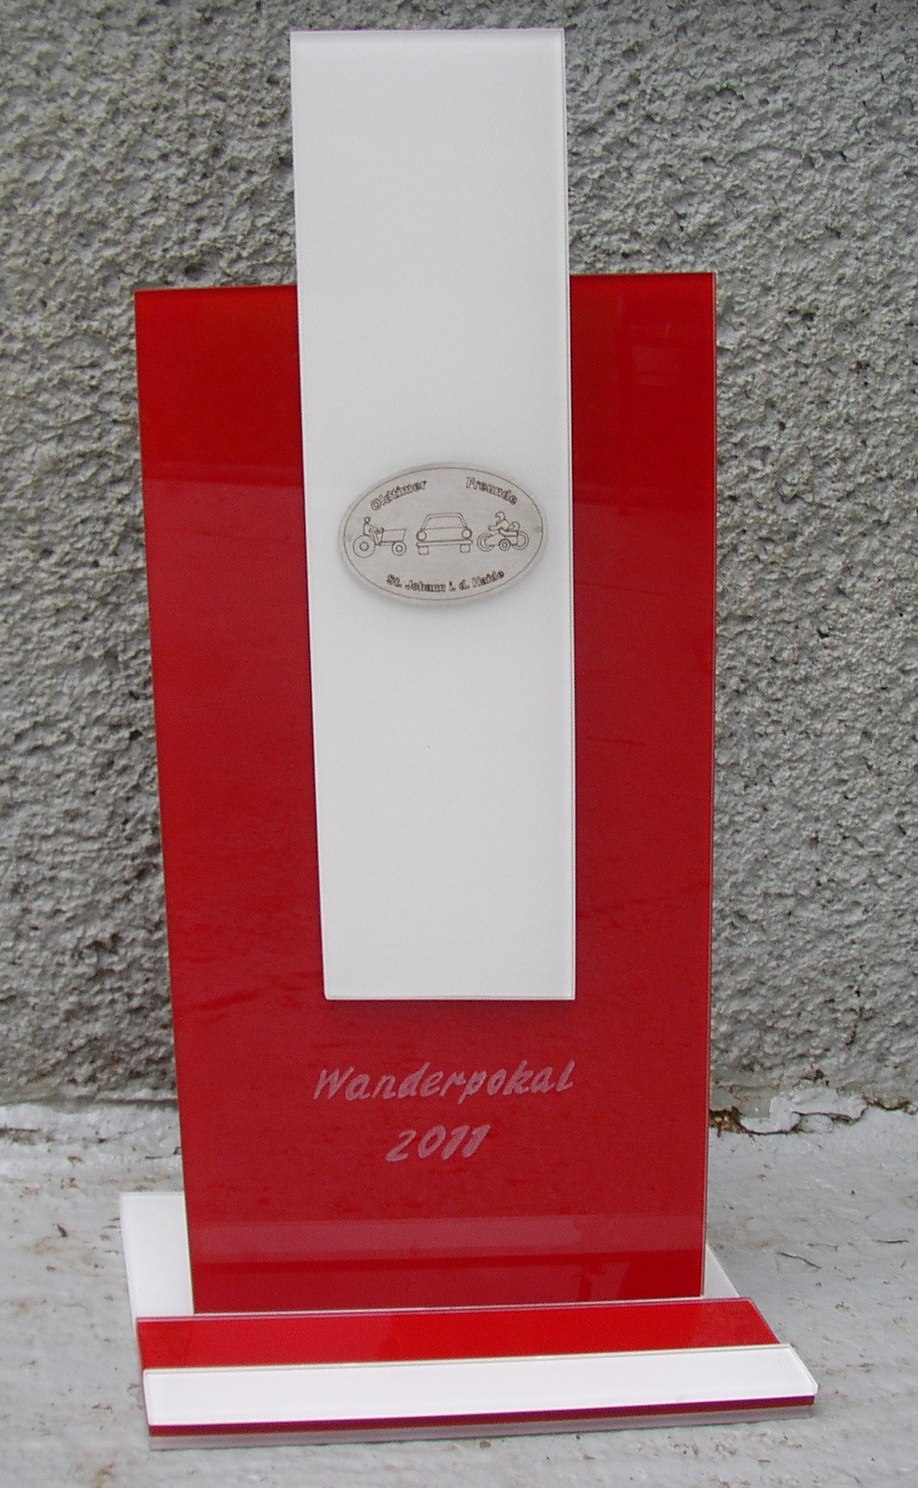 Oldtimer Freunde
St. Johann i. d. Haide
Wanderpokal
2011